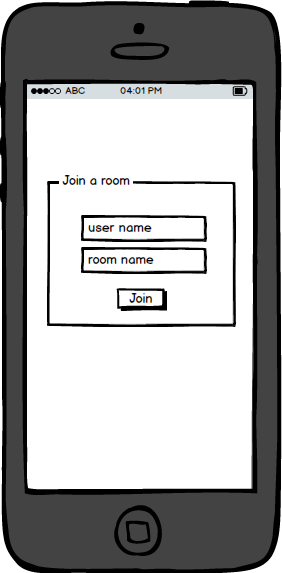 ABC 04:01 PM
Join a room
user name
room name
Join